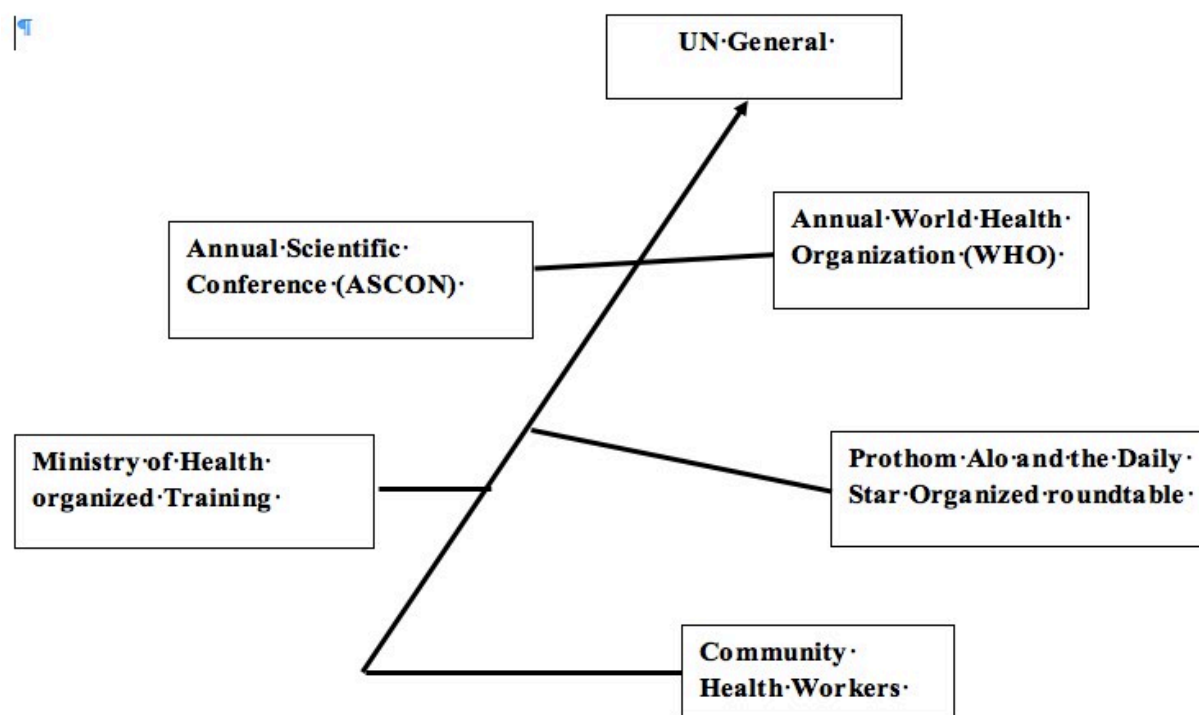 UN General
Annual World Health
Organization (WHO)
Annual Scientific
Conference (ASCON)
Ministry of Health
organized Training
Prothom Alo and the Daily
Star Organized roundtable
Community
Health Workers